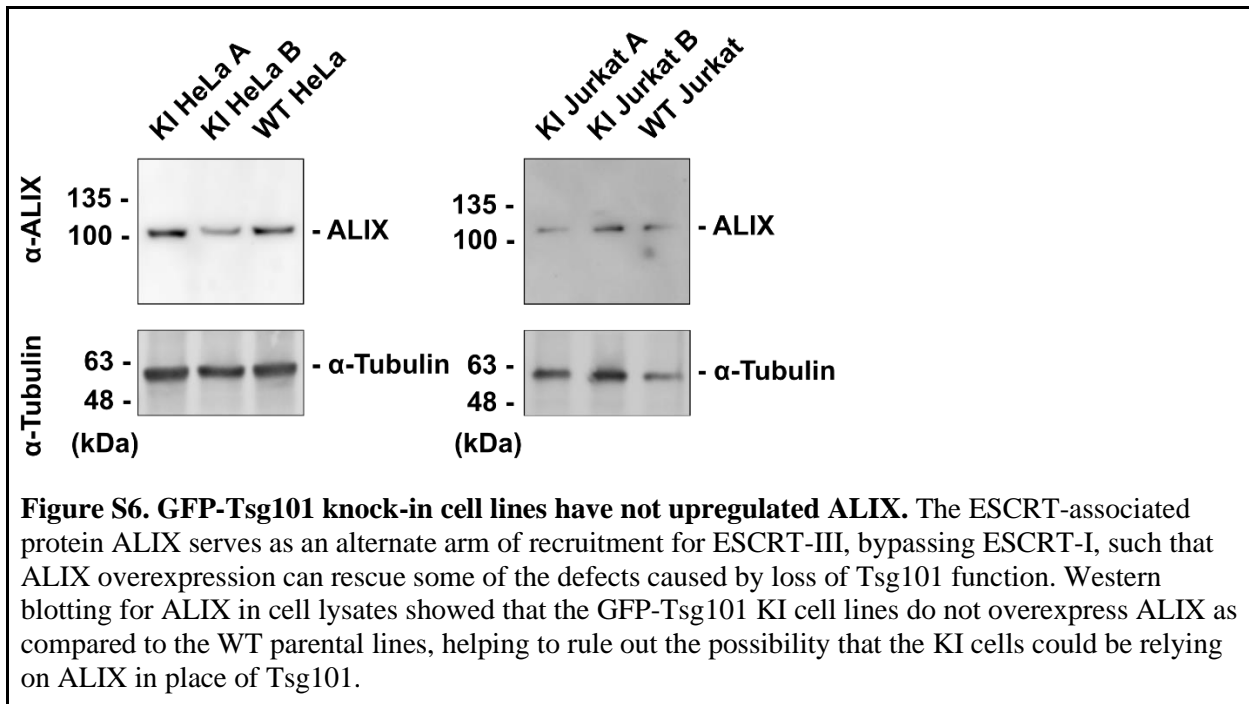 KI HeLa A
KI HeLa B
WT HeLa
α-ALIX
135 -
100 -
- ALIX
α-Tubulin
63 -
48 -
(kDa)
- α-Tubulin
KI Jurkat A
KI Jurkat B
WT Jurkat
135 -
100 -
- ALIX
63 -
48 -
(kDa)
- α-Tubulin
Figure S6. GFP-Tsg101 knock-in cell lines have not upregulated ALIX. The ESCRT-associated
protein ALIX serves as an alternate arm of recruitment for ESCRT-III, bypassing ESCRT-I, such that
ALIX overexpression can rescue some of the defects caused by loss of Tsg101 function. Western
blotting for ALIX in cell lysates showed that the GFP-Tsg101 KI cell lines do not overexpress ALIX as
compared to the WT parental lines, helping to rule out the possibility that the KI cells could be relying
on ALIX in place of Tsg101.